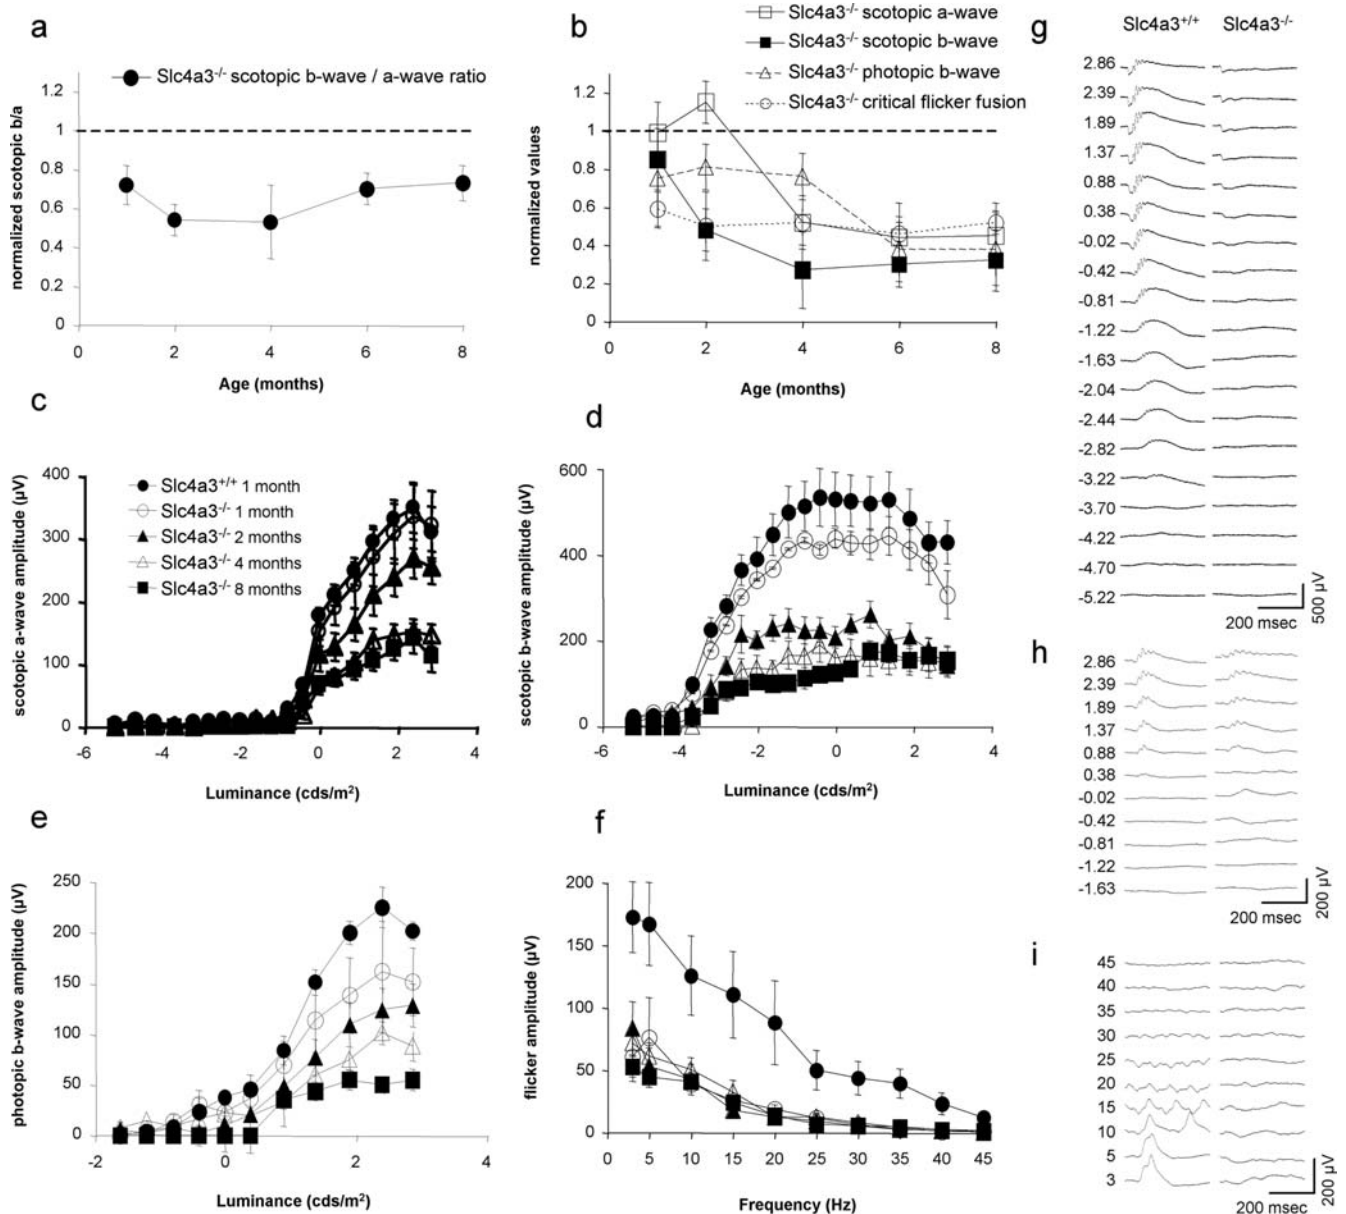 a
Slc4a3-/- scotopic b-wave / a-wave ratio
normalized scotopic b/a
1.2
1
0.8
0.6
0.4
0.2
0
0 2 4 6 8
Age (months)
b
Slc4a3-/- scotopic a-wave
Slc4a3-/- scotopic b-wave
Slc4a3-/- photopic b-wave
Slc4a3-/- critical flicker fusion
normalized values
1.2
1
0.8
0.6
0.4
0.2
0
0 2 4 6 8
Age (months)
c
scotopic a-wave amplitude (µV)
Slc4a3+/+ 1 month
Slc4a3-/- 1 month
Slc4a3-/- 2 months
Slc4a3-/- 4 months
Slc4a3-/- 8 months
400
300
200
100
0
-6 -4 -2 0 2 4
Luminance (cds/m²)
d
scotopic b-wave amplitude (µV)
600
400
200
0
-6 -4 -2 0 2 4
Luminance (cds/m²)
e
photopic b-wave amplitude (µV)
250
200
150
100
50
0
-2 0 2 4
Luminance (cds/m²)
f
flicker amplitude (µV)
200
150
100
50
0
0 5 10 15 20 25 30 35 40 45
Frequency (Hz)
g
Slc4a3+/+ Slc4a3-/-
2.86
2.39
1.89
1.37
0.88
0.38
-0.02
-0.42
-0.81
-1.22
-1.63
-2.04
-2.44
-2.82
-3.22
-3.70
-4.22
-4.70
-5.22
200 msec
500 µV
h
2.86
2.39
1.89
1.37
0.88
0.38
-0.02
-0.42
-0.81
-1.22
-1.63
200 msec
200 µV
i
45
40
35
30
25
20
15
10
5
3
200 msec
200 µV